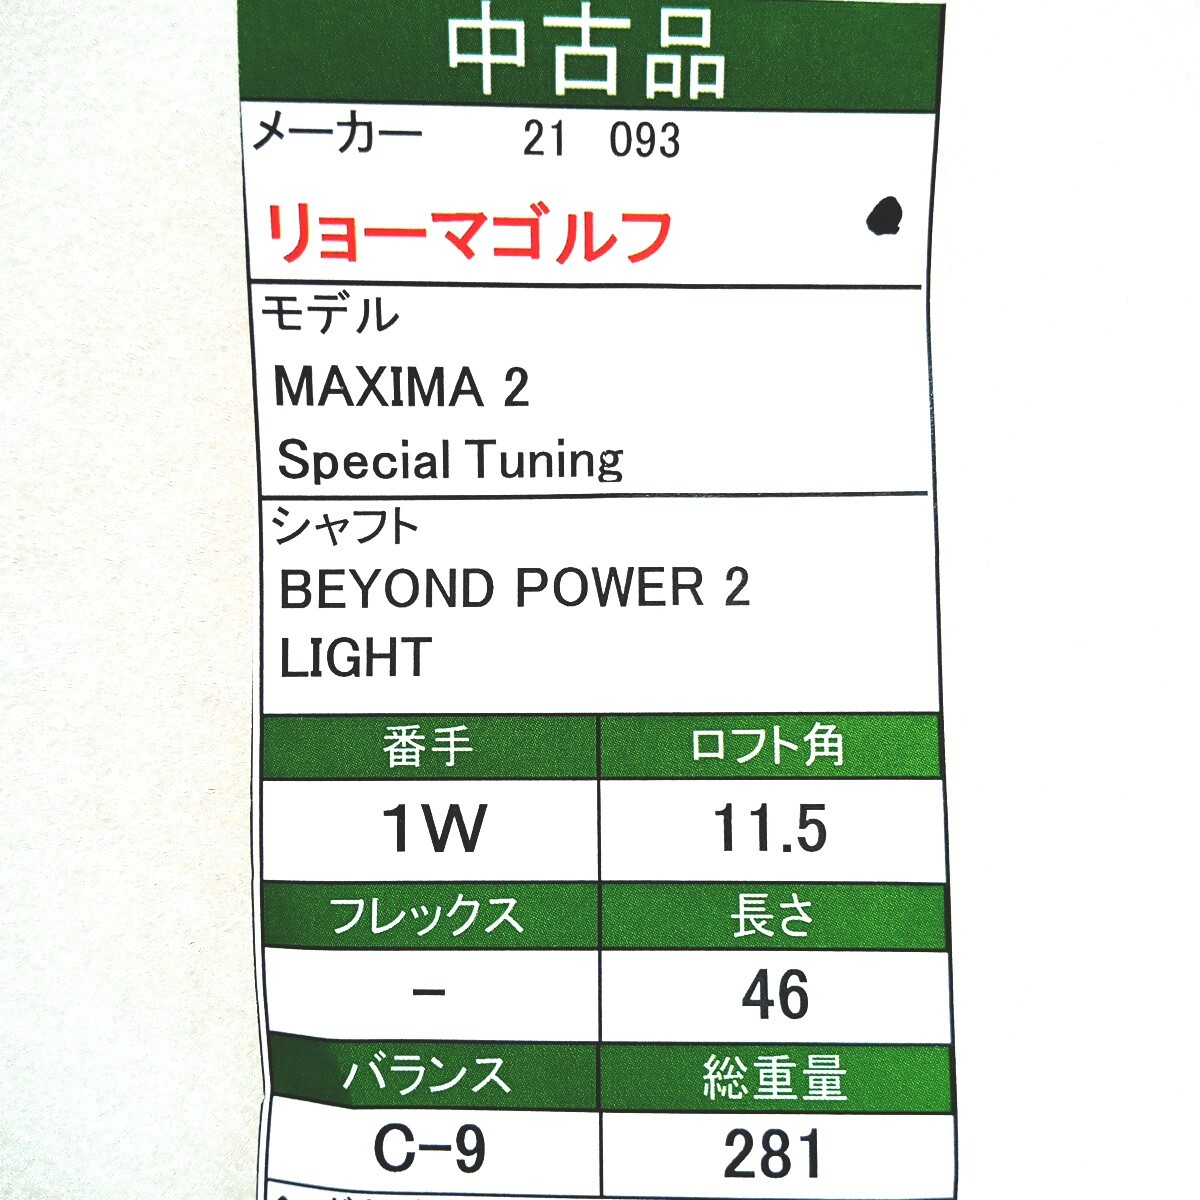 中古品
メーカー 21 093
リョーマゴルフ
モデル
MAXIMA 2
Special Tuning
シャフト
BEYOND POWER 2
LIGHT
番手 ロフト角
1W 11.5
フレックス 長さ
- 46
バランス 総重量
C-9 281